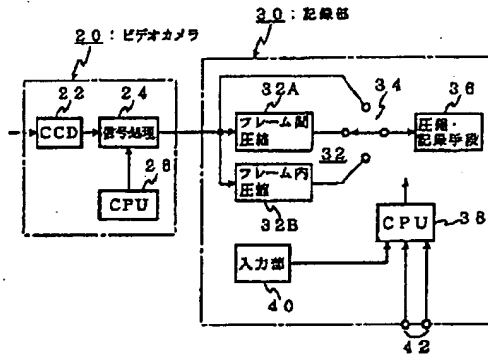 20:ビデオカメラ
30:記録部
22
24
CCD
信号処理
CPU
26
32A
フレーム間
圧縮
34
36
圧縮・
記録手段
32
フレーム内
圧縮
32B
CPU
38
入力部
40
42